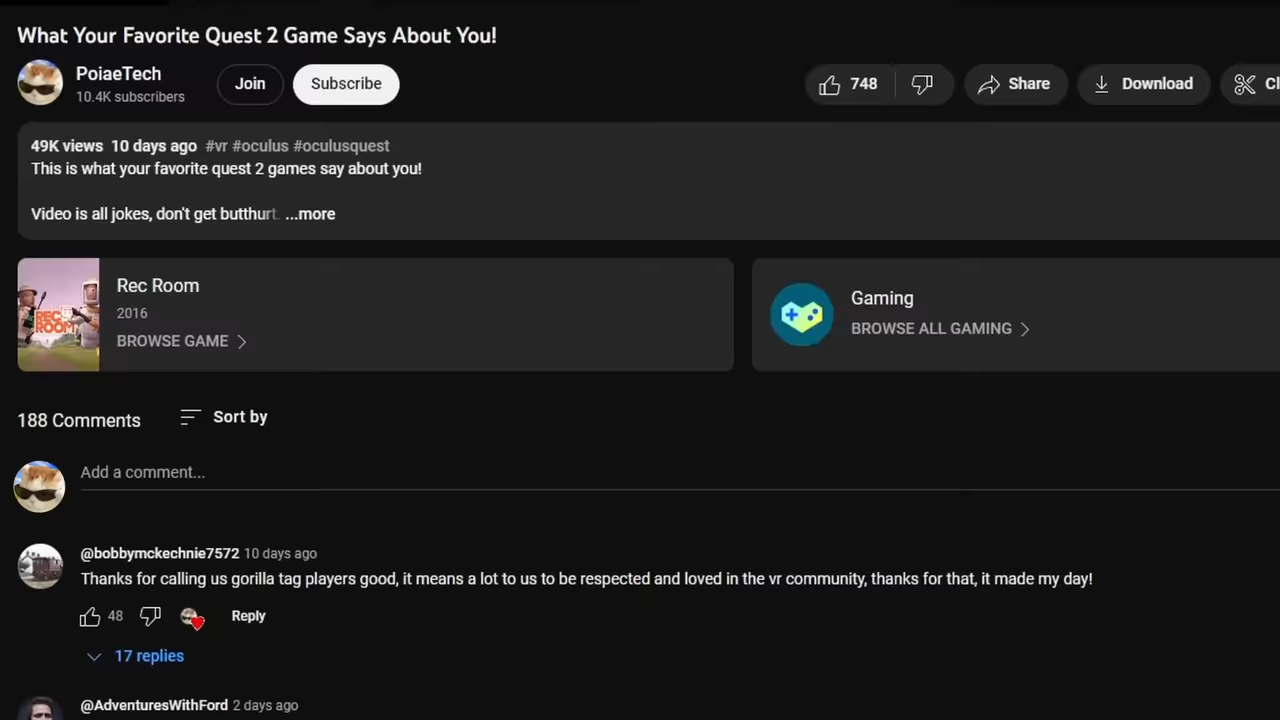 What Your Favorite Quest 2 Game Says About You!
PoiaeTech
10.4K subscribers
Join
Subscribe
748
Share
Download
49K views 10 days ago #vr #oculus #oculusquest
This is what your favorite quest 2 games say about you!
Video is all jokes, don't get butthurt. ...more
REC ROOM
Rec Room
2016
BROWSE GAME
Gaming
BROWSE ALL GAMING
188 Comments
Sort by
Add a comment...
@bobbymckechnie7572 10 days ago
Thanks for calling us gorilla tag players good, it means a lot to us to be respected and loved in the vr community, thanks for that, it made my day!
48
Reply
17 replies
@AdventuresWithFord 2 days ago